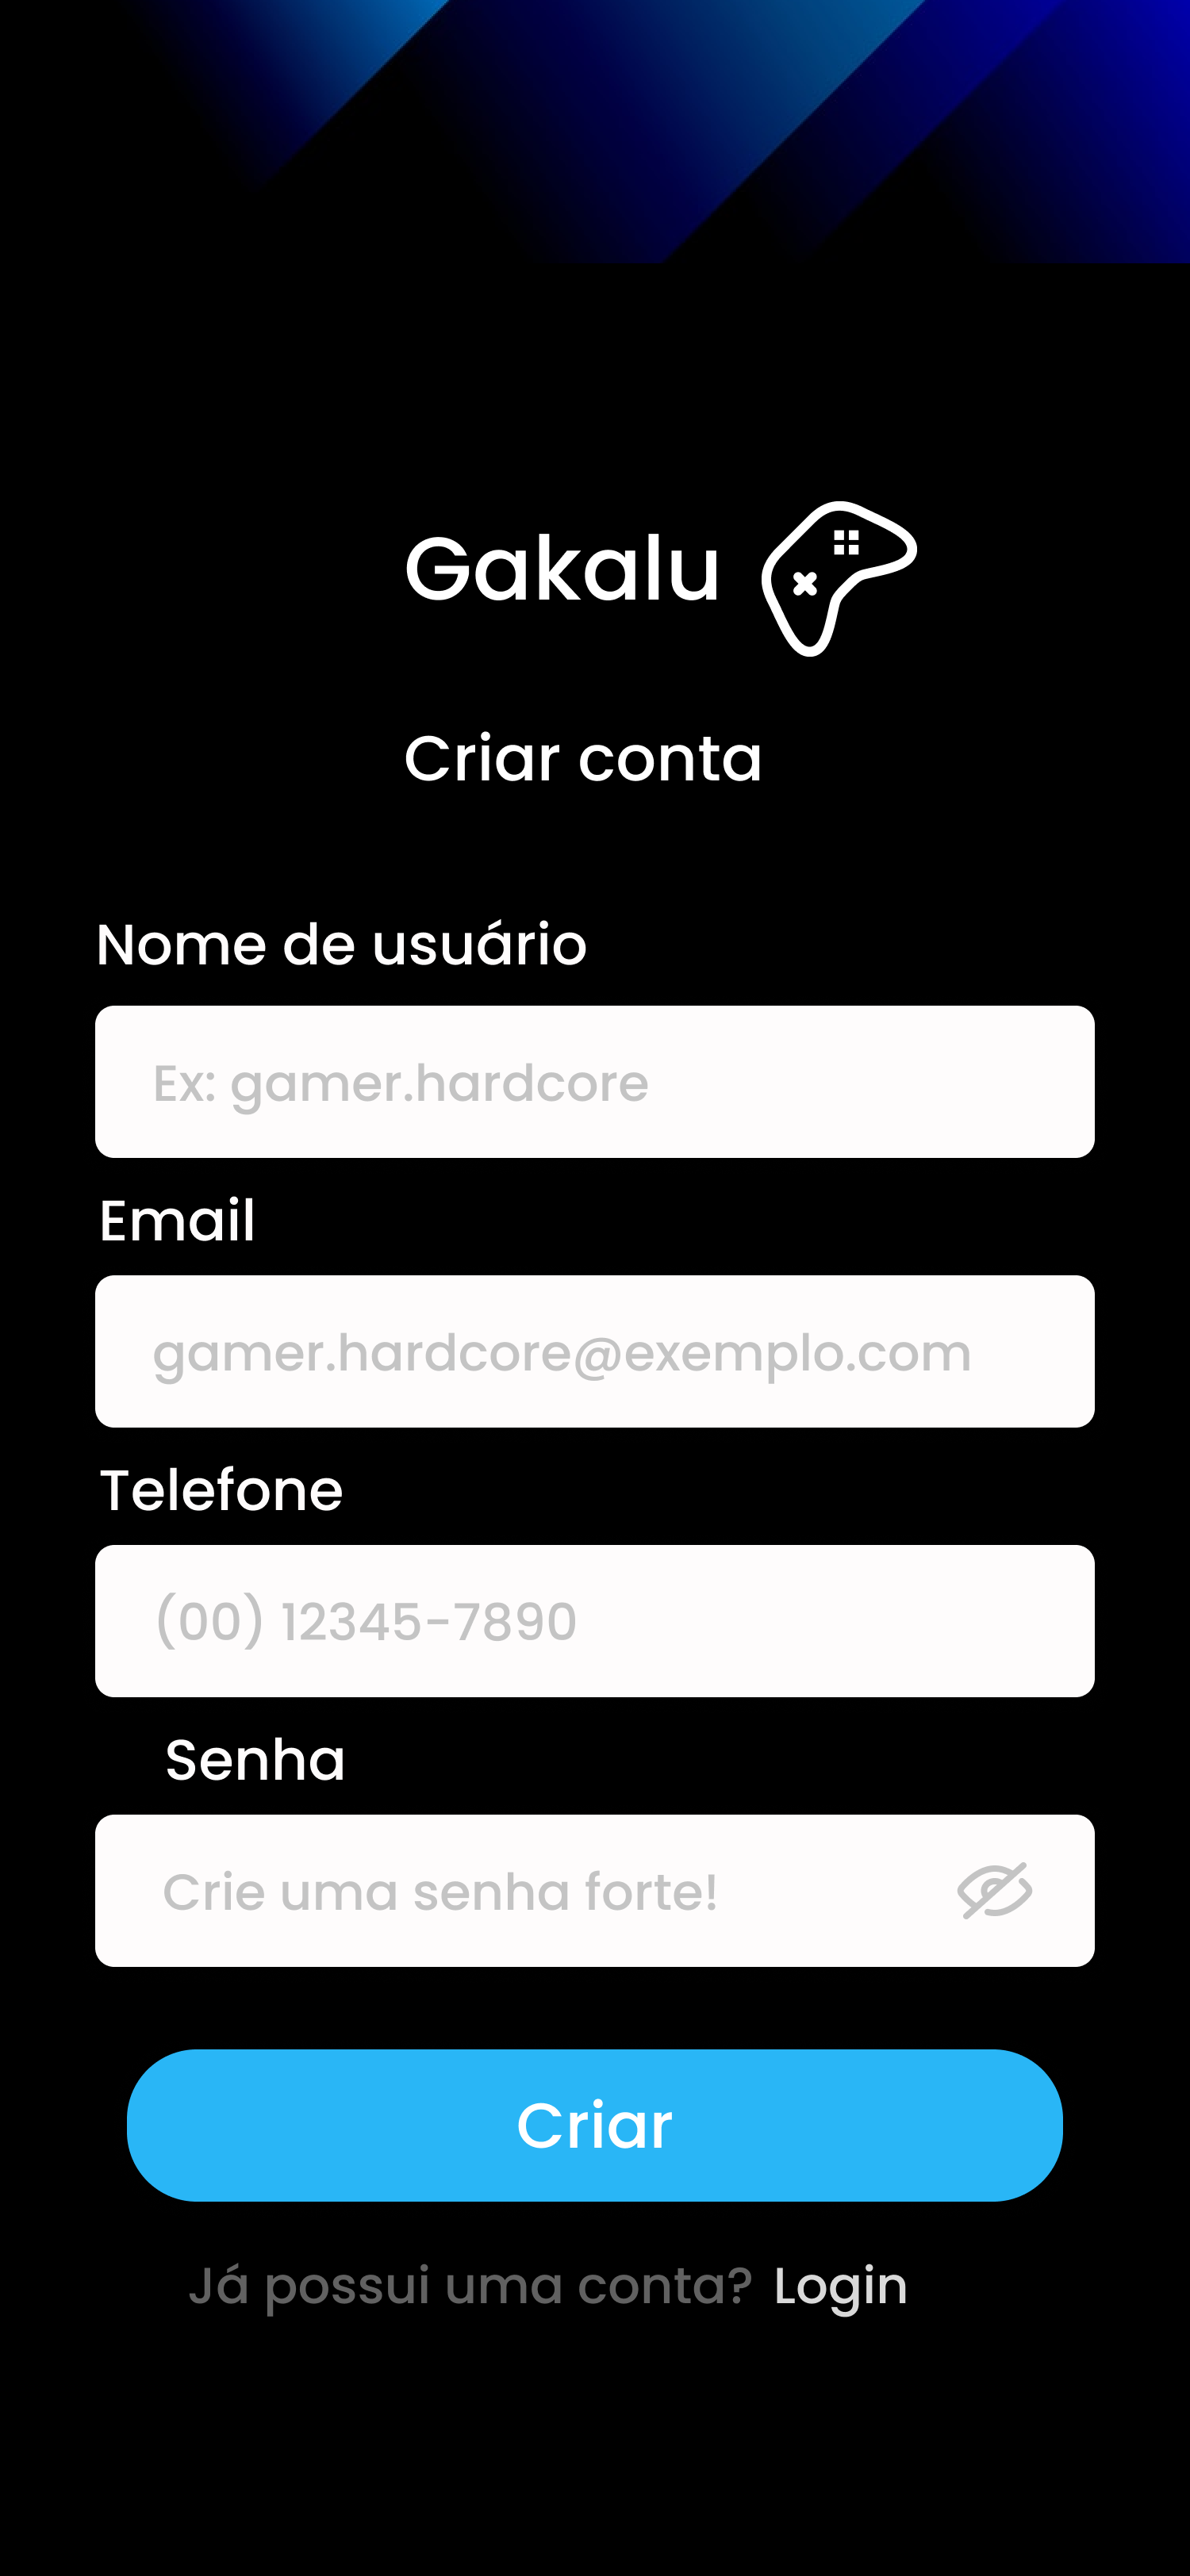 Gakalu
Criar conta
Nome de usuário
Ex: gamer.hardcore
Email
gamer.hardcore@exemplo.com
Telefone
(00) 12345-7890
Senha
Crie uma senha forte!
Criar
Já possui uma conta? Login